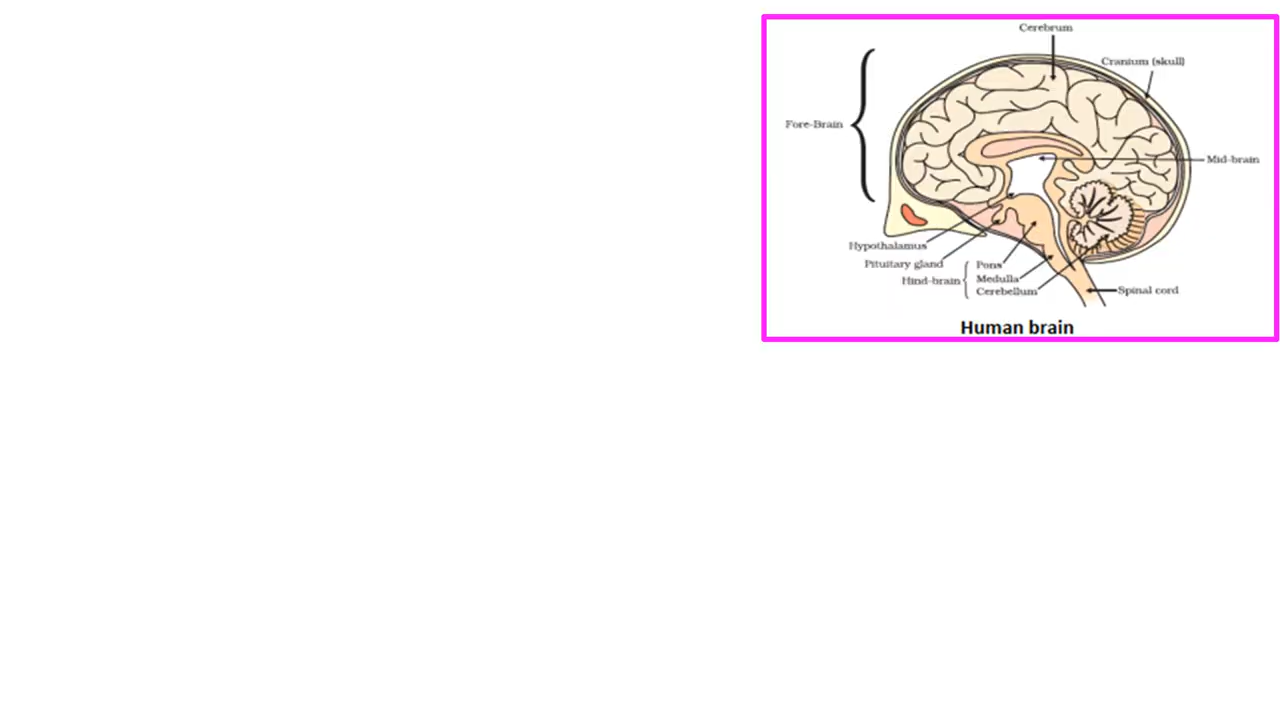 Cerebrum
Cranium (skull)
Fore-Brain
Mid-brain
Hypothalamus
Pituitary gland
Hind-brain
Pons
Medulla
Cerebellum
Spinal cord
Human brain